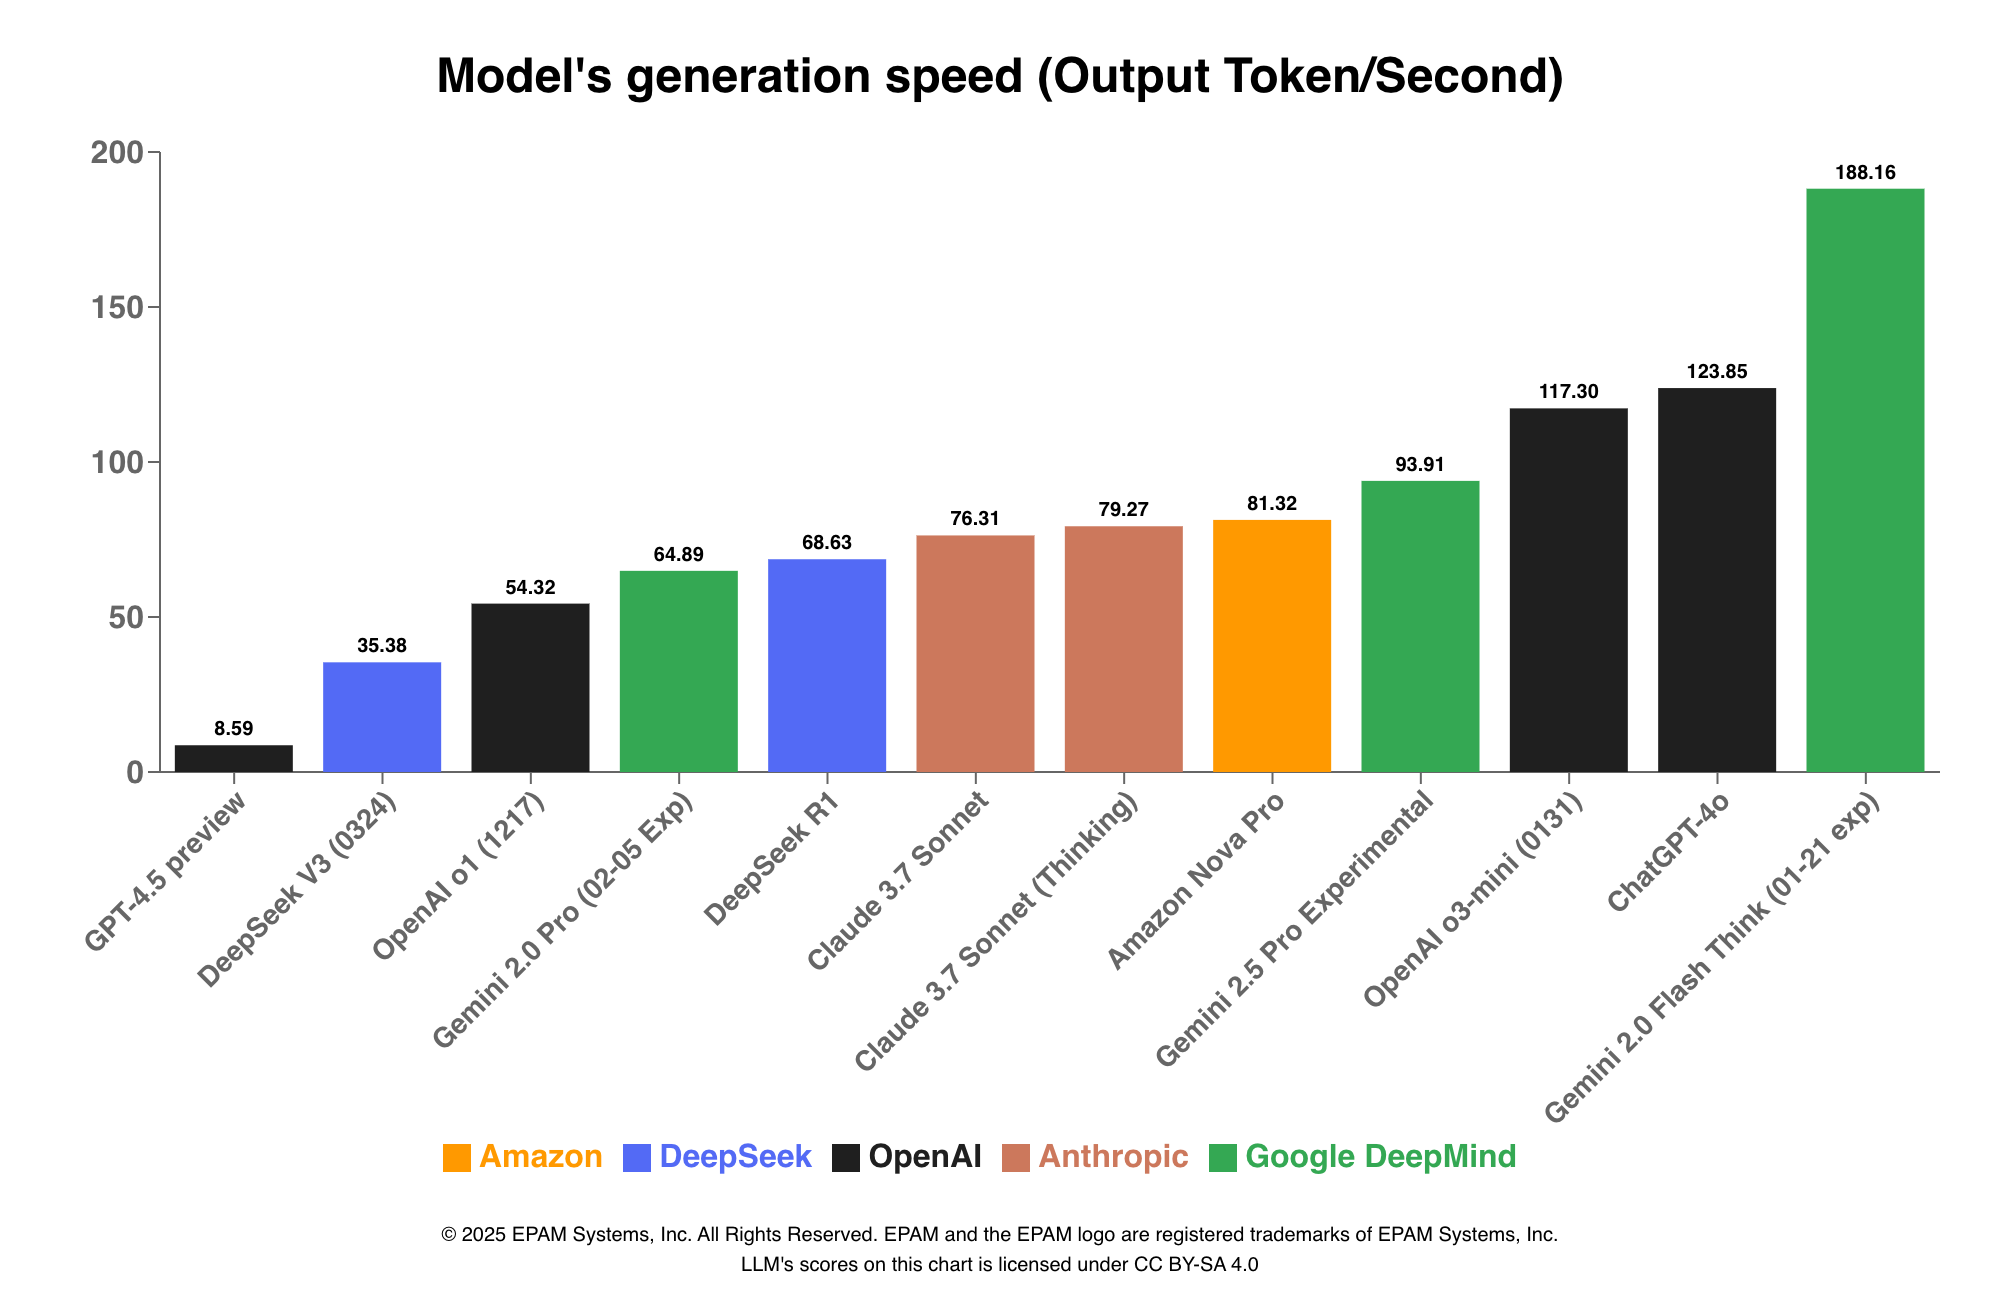 Model's generation speed (Output Token/Second)
200
150
100
50
0
8.59
35.38
54.32
64.89
68.63
76.31
79.27
81.32
93.91
117.30
123.85
188.16
GPT-4.5 preview
DeepSeek V3 (0324)
OpenAI o1 (1217)
Gemini 2.0 Pro (02-05 Exp)
DeepSeek R1
Claude 3.7 Sonnet
Claude 3.7 Sonnet (Thinking)
Amazon Nova Pro
Gemini 2.5 Pro Experimental
OpenAI o3-mini (0131)
ChatGPT-4o
Gemini 2.0 Flash Think (01-21 exp)
Amazon DeepSeek OpenAI Anthropic Google DeepMind
© 2025 EPAM Systems, Inc. All Rights Reserved. EPAM and the EPAM logo are registered trademarks of EPAM Systems, Inc.
LLM's scores on this chart is licensed under CC BY-SA 4.0